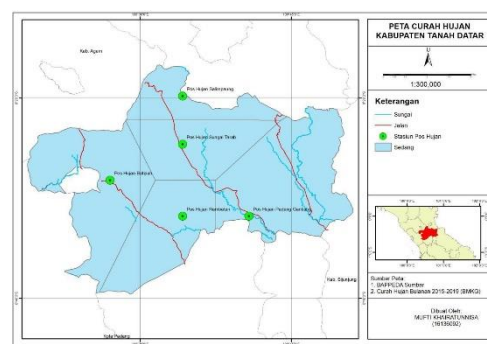 PETA CURAH HUJAN
KABUPATEN TANAH DATAR
U
1:300,000
Keterangan
Sungai
Jalan
Stasiun Pos Hujan
Sedang
Kab. Agam
Pos Hujan Salimpaung
Pos Hujan Sungai Tarab
Pos Hujan Batipuh
Pos Hujan Rambatan
Pos Hujan Padang Ganting
Kab. Sijunjung
Kota Padang
Sumber Peta
1. BAPPEDA Sumbar
2. Curah Hujan Bulanan 2015-2019 (BMKG)
Dibuat Oleh:
MUFTI KHAIRATUNNISA
(16136092)